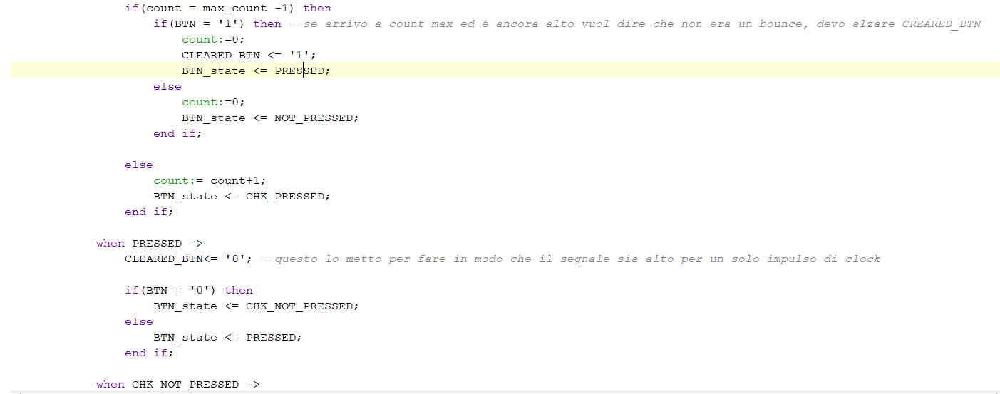 if(count = max_count -1) then
if(BTN = '1') then --se arrivo a count max ed è ancora alto vuol dire che non era un bounce, devo alzare CREARED_BTN
count:=0;
CLEARED_BTN <= '1';
BTN_state <= PRESSED;
else
count:=0;
BTN_state <= NOT_PRESSED;
end if;
else
count:= count+1;
BTN_state <= CHK_PRESSED;
end if;
when PRESSED =>
CLEARED_BTN<= '0'; --questo lo metto per fare in modo che il segnale sia alto per un solo impulso di clock
if(BTN = '0') then
BTN_state <= CHK_NOT_PRESSED;
else
BTN_state <= PRESSED;
end if;
when CHK_NOT_PRESSED =>